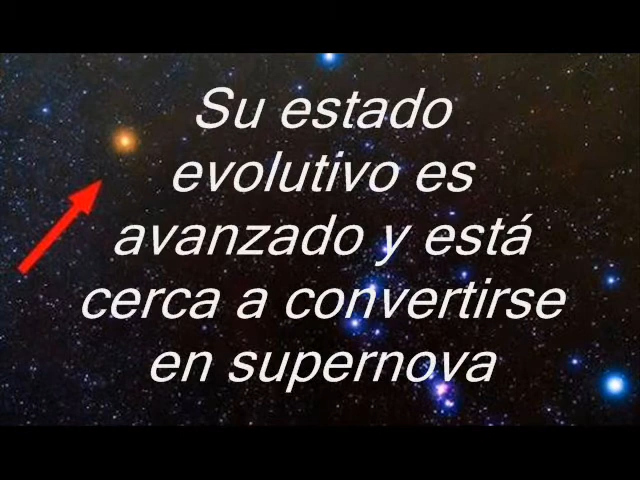 Su estado
evolutivo es
avanzado y está
cerca a convertirse
en supernova